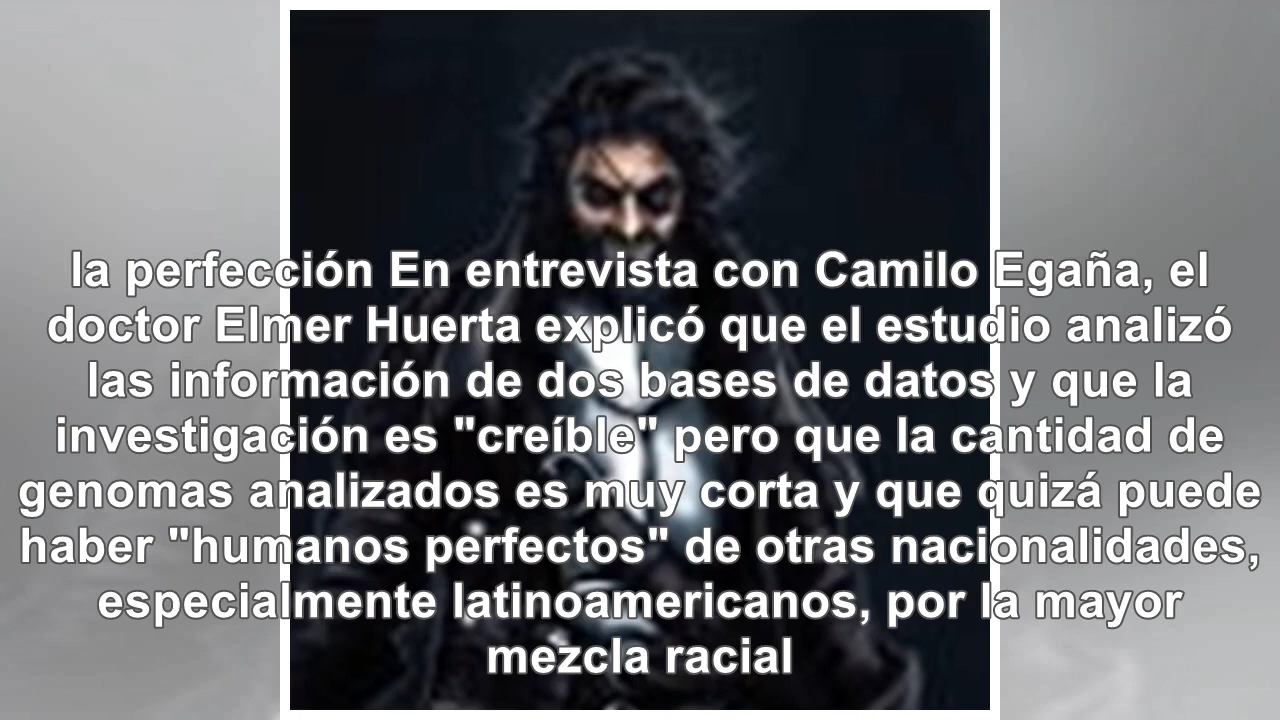 la perfección En entrevista con Camilo Egaña, el
doctor Elmer Huerta explicó que el estudio analizó
las información de dos bases de datos y que la
investigación es "creíble" pero que la cantidad de
genomas analizados es muy corta y que quizá puede
haber "humanos perfectos" de otras nacionalidades,
especialmente latinoamericanos, por la mayor
mezcla racial